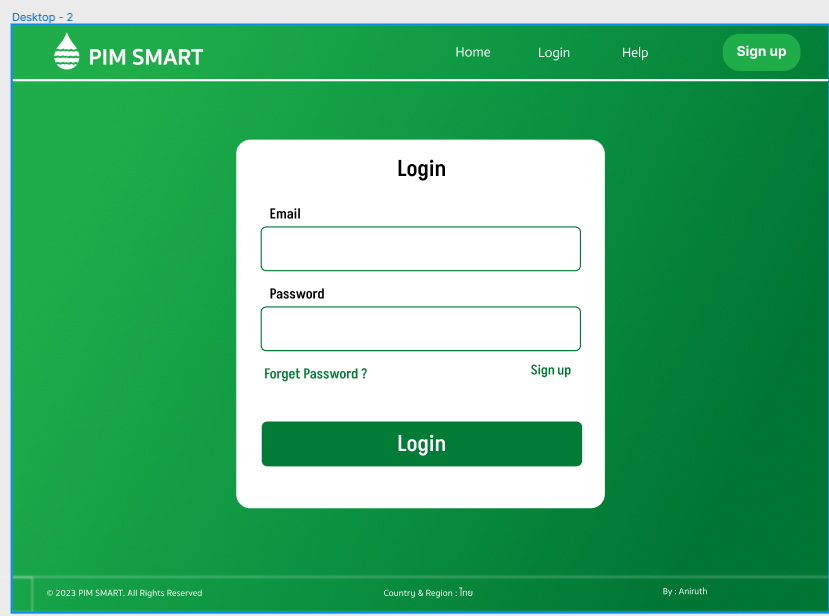 Desktop - 2
PIM SMART
Home Login Help Sign up
Login
Email
Password
Forget Password ? Sign up
Login
© 2023 PIM SMART. All Rights Reserved Country & Region : ไทย By : Aniruth